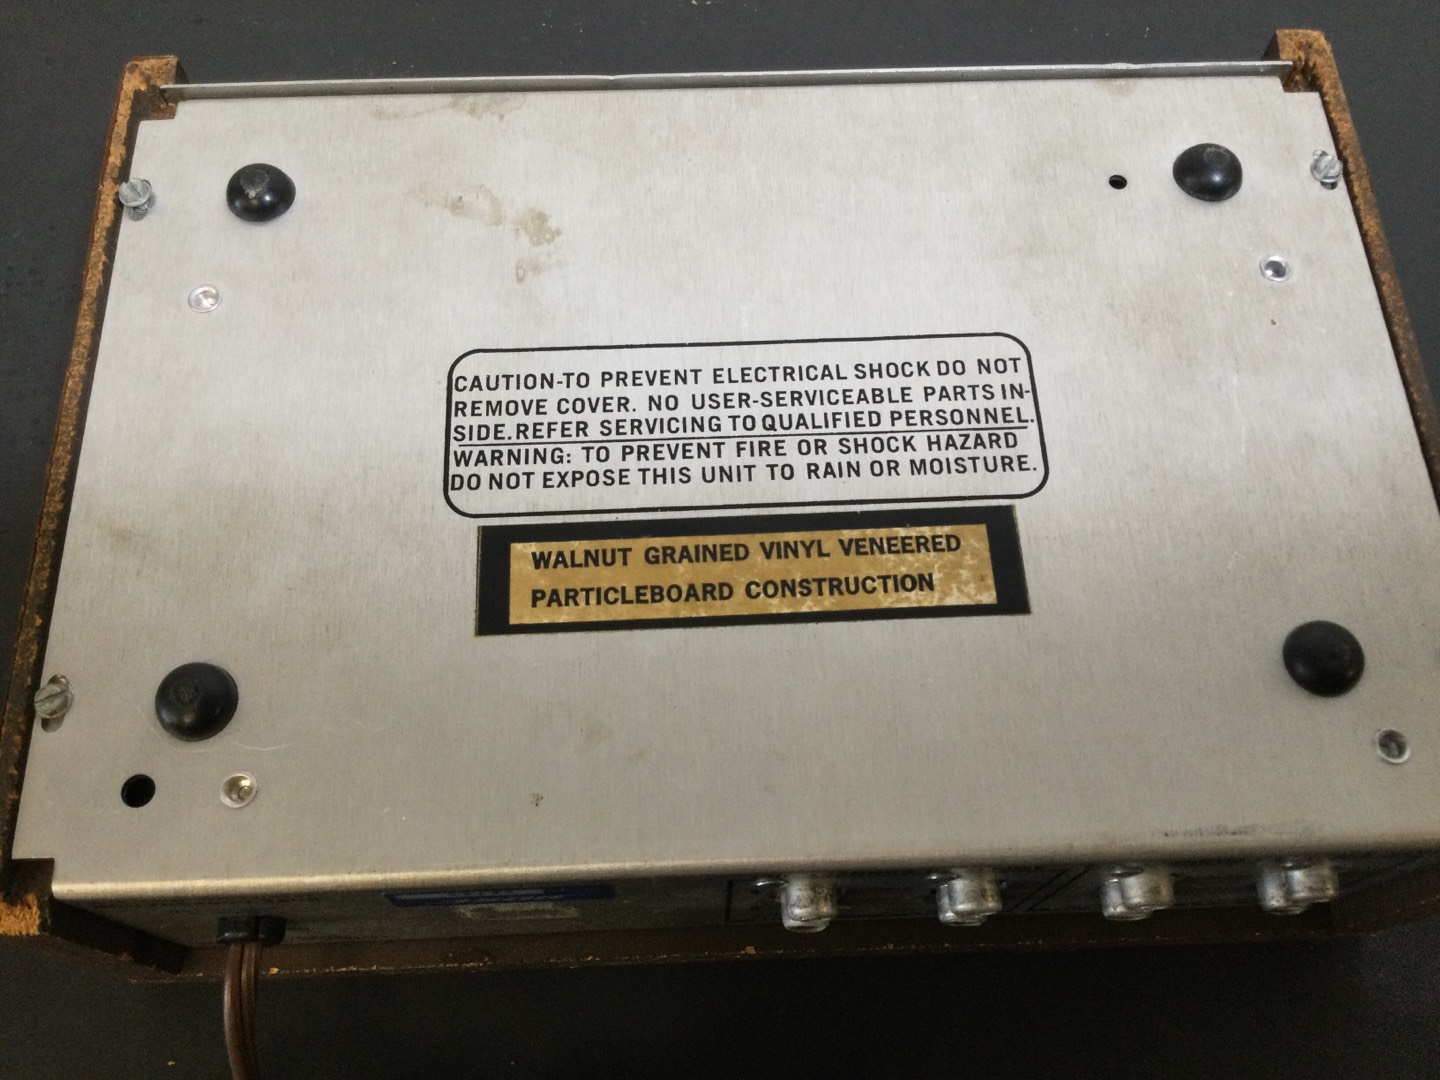 CAUTION-TO PREVENT ELECTRICAL SHOCK DO NOT
REMOVE COVER. NO USER-SERVICEABLE PARTS IN-
SIDE. REFER SERVICING TO QUALIFIED PERSONNEL.
WARNING: TO PREVENT FIRE OR SHOCK HAZARD
DO NOT EXPOSE THIS UNIT TO RAIN OR MOISTURE.
WALNUT GRAINED VINYL VENEERED
PARTICLEBOARD CONSTRUCTION